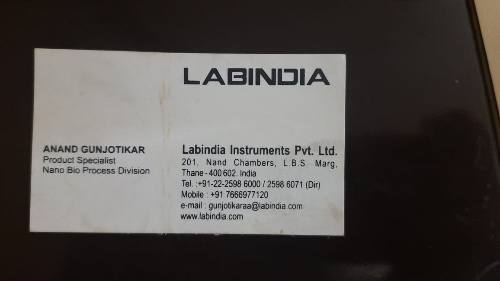 LABINDIA
ANAND GUNJOTIKAR
Product Specialist
Nano Bio Process Division
Labindia Instruments Pvt. Ltd.
201, Nand Chambers, L.B.S. Marg,
Thane - 400 602. India
Tel. :+91-22-2598 6000 / 2598 6071 (Dir)
Mobile : +91 7666977120
e-mail : gunjotikaraa@labindia.com
www.labindia.com